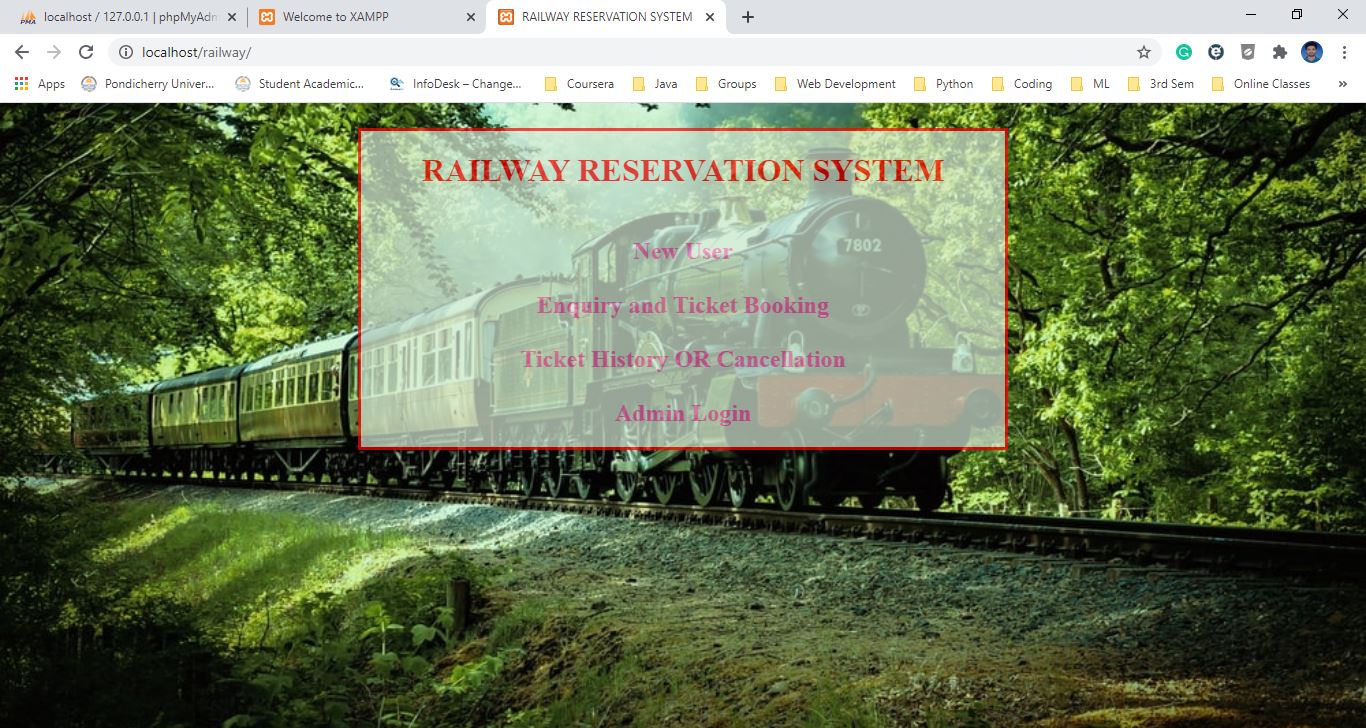 localhost / 127.0.0.1 | phpMyAdm
Welcome to XAMPP
RAILWAY RESERVATION SYSTEM
localhost/railway/
Apps
Pondicherry Univer...
Student Academic...
InfoDesk – Change...
Coursera
Java
Groups
Web Development
Python
Coding
ML
3rd Sem
Online Classes
RAILWAY RESERVATION SYSTEM
New User
7802
Enquiry and Ticket Booking
Ticket History OR Cancellation
Admin Login